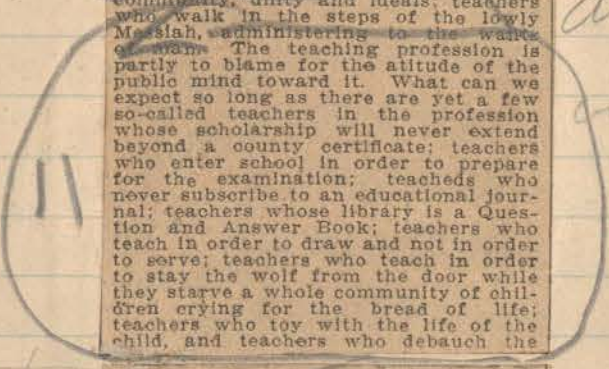 community, unity and ideals; teachers
who walk in the steps of the lowly
Messiah, administering to the wants
of man. The teaching profession is
partly to blame for the atitude of the
public mind toward it. What can we
expect so long as there are yet a few
so-called teachers in the profession
whose scholarship will never extend
beyond a county certificate; teachers
who enter school in order to prepare
for the examination; teacheds who
never subscribe to an educational jour-
nal; teachers whose library is a Ques-
tion and Answer Book; teachers who
teach in order to draw and not in order
to serve; teachers who teach in order
to stay the wolf from the door while
they starve a whole community of chil-
dren crying for the bread of life;
teachers who toy with the life of the
child, and teachers who debauch the
11